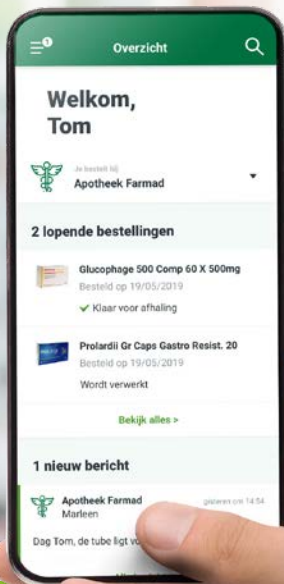 1
Overzicht
Welkom,
Tom
Je bestelt bij
Apotheek Farmad
2 lopende bestellingen
Glucophage 500 Comp 60 X 500mg
Besteld op 19/05/2019
Klaar voor afhaling
Prolardii Gr Caps Gastro Resist. 20
Besteld op 19/05/2019
Wordt verwerkt
Bekijk alles >
1 nieuw bericht
Apotheek Farmad
gisteren om 14:54
Marleen
Dag Tom, de tube ligt